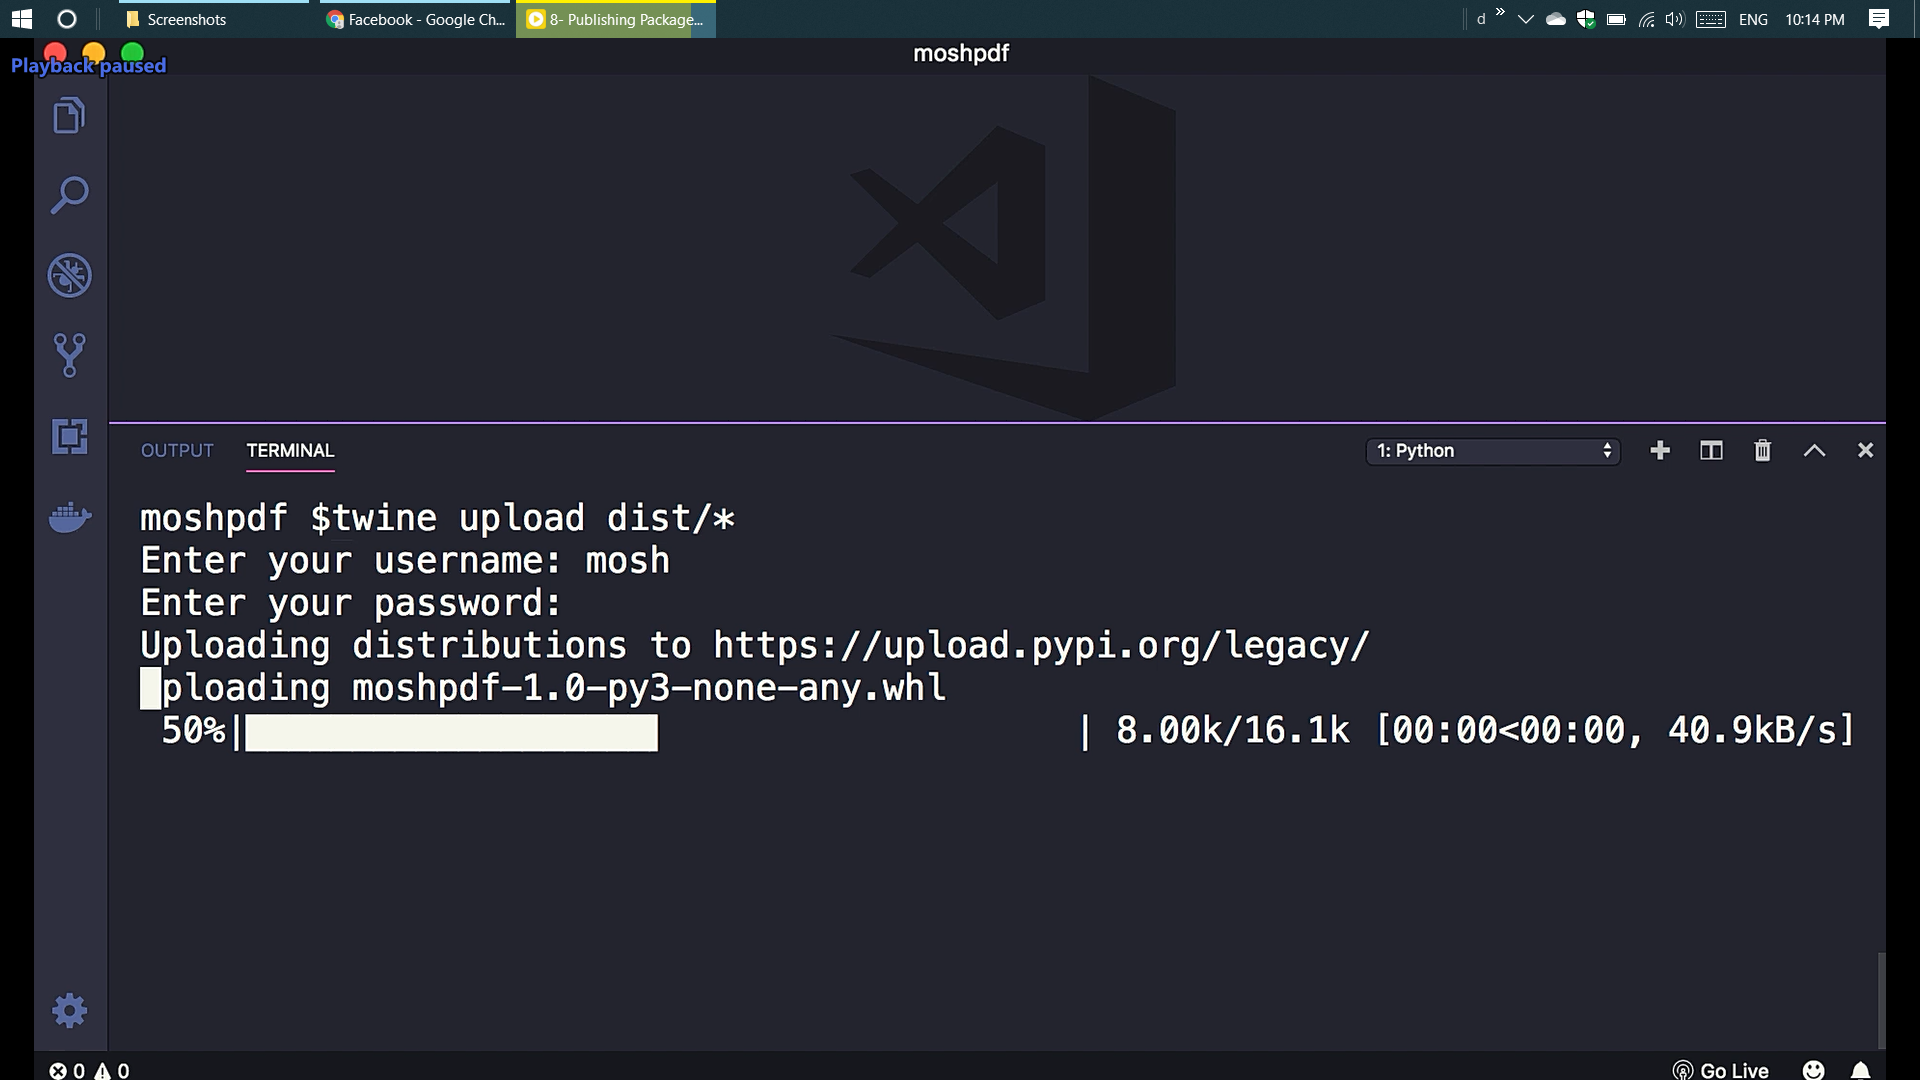 Screenshots
Facebook - Google Ch...
8- Publishing Package...
d
»
ENG
10:14 PM
moshpdf
Playback paused
OUTPUT
TERMINAL
1: Python
moshpdf $twine upload dist/*
Enter your username: mosh
Enter your password:
Uploading distributions to https://upload.pypi.org/legacy/
ploading moshpdf-1.0-py3-none-any.whl
50%| | 8.00k/16.1k [00:00<00:00, 40.9kB/s]
0 0
Go Live